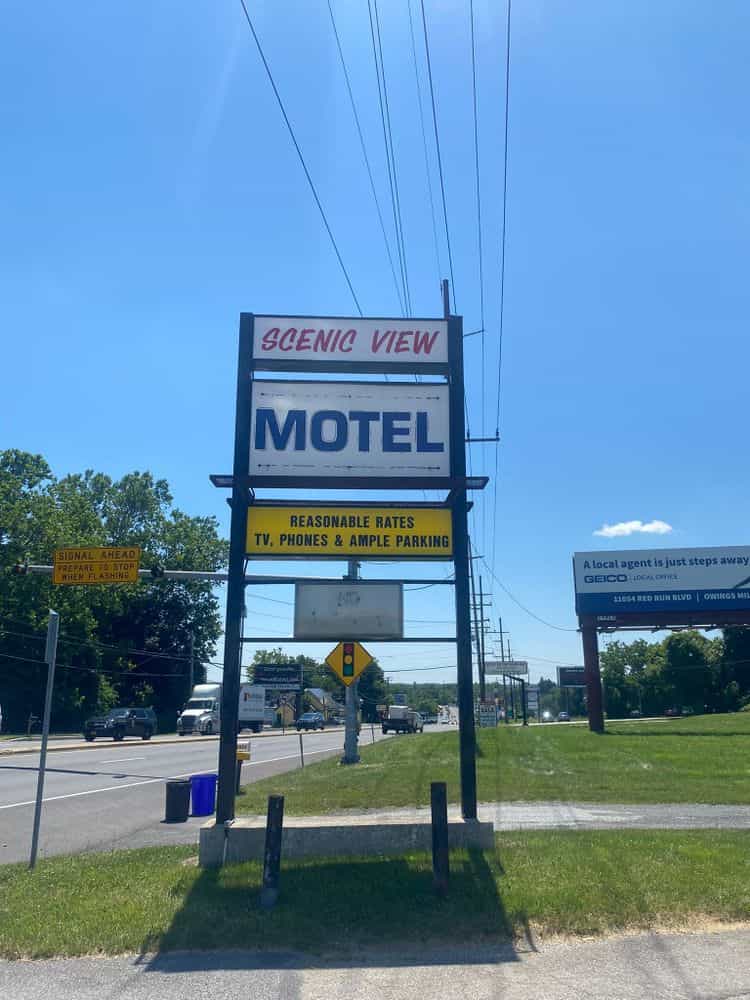 SCENIC VIEW
MOTEL
REASONABLE RATES
TV, PHONES & AMPLE PARKING
SIGNAL AHEAD
PREPARE TO STOP
WHEN FLASHING
A local agent is just steps away
GEICO | LOCAL OFFICE
11054 RED RUN BLVD | OWINGS MIL